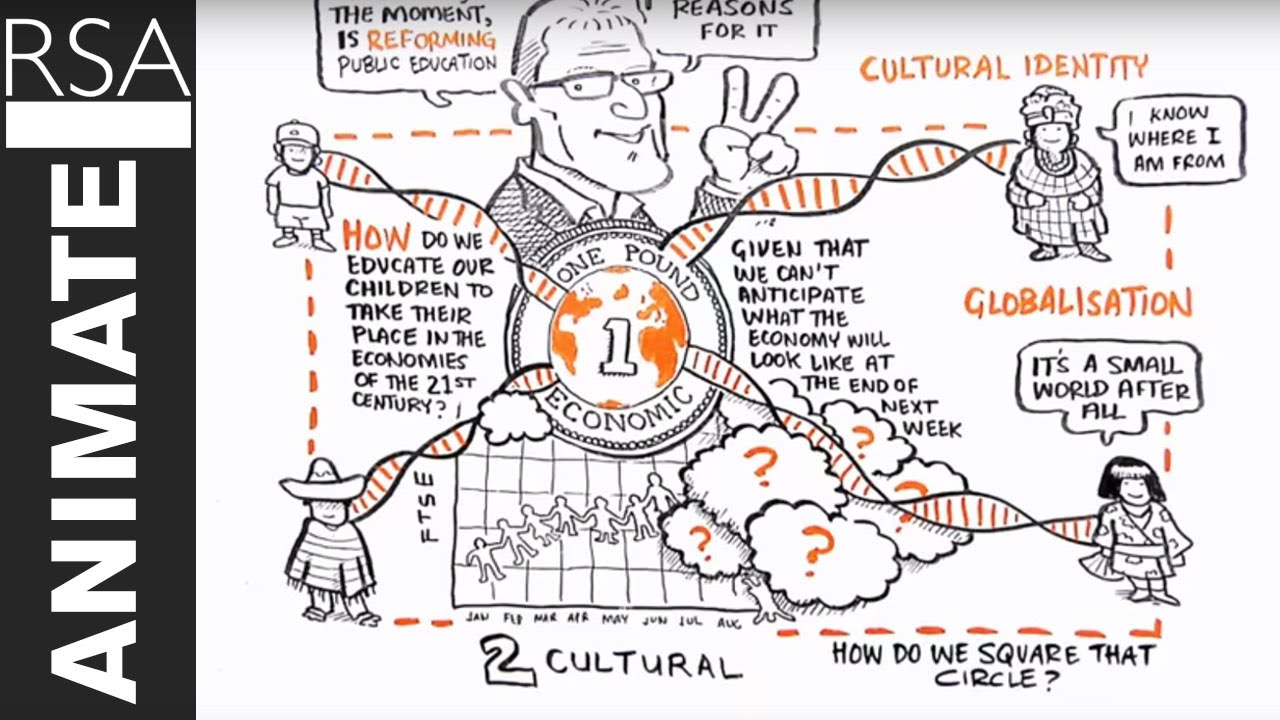 RSA
ANIMATE
THE MOMENT,
IS REFORMING
PUBLIC EDUCATION
REASONS
FOR IT
CULTURAL IDENTITY
I KNOW
WHERE I
AM FROM
HOW DO WE
EDUCATE OUR
CHILDREN TO
TAKE THEIR
PLACE IN THE
ECONOMIES
OF THE 21ST
CENTURY?
ONE POUND
1
ECONOMIC
GIVEN THAT
WE CAN'T
ANTICIPATE
WHAT THE
ECONOMY WILL
LOOK LIKE AT
THE END OF
NEXT
WEEK
GLOBALISATION
IT'S A SMALL
WORLD AFTER
ALL
FTSE
?
?
?
?
?
?
JAN FEB MAR APR MAY JUN JUL AUG
2 CULTURAL
HOW DO WE SQUARE THAT
CIRCLE?